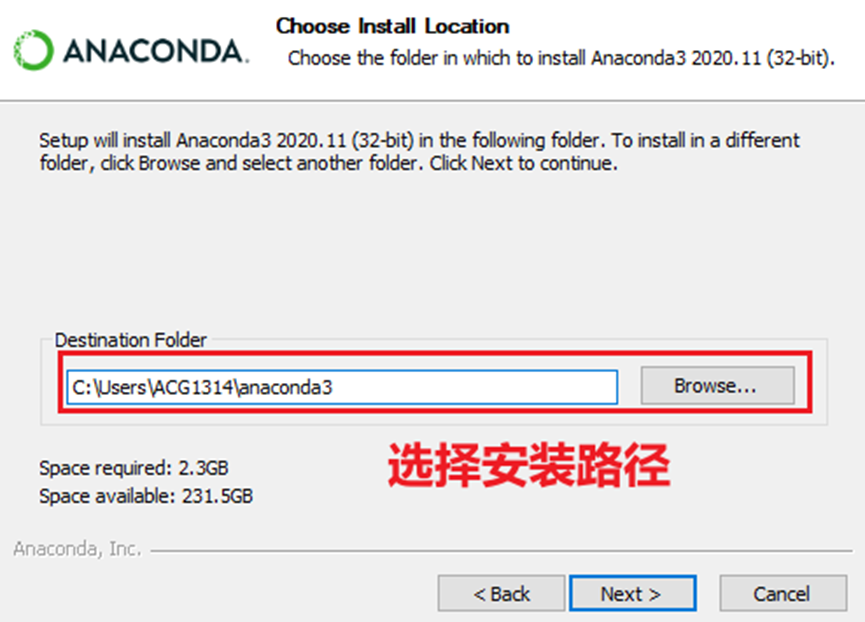 Choose Install Location
ANACONDA.
Choose the folder in which to install Anaconda3 2020.11 (32-bit).
Setup will install Anaconda3 2020.11 (32-bit) in the following folder. To install in a different
folder, click Browse and select another folder. Click Next to continue.
Destination Folder
C:\Users\ACG1314\anaconda3
Browse...
选择安装路径
Space required: 2.3GB
Space available: 231.5GB
Anaconda, Inc.
< Back
Next >
Cancel